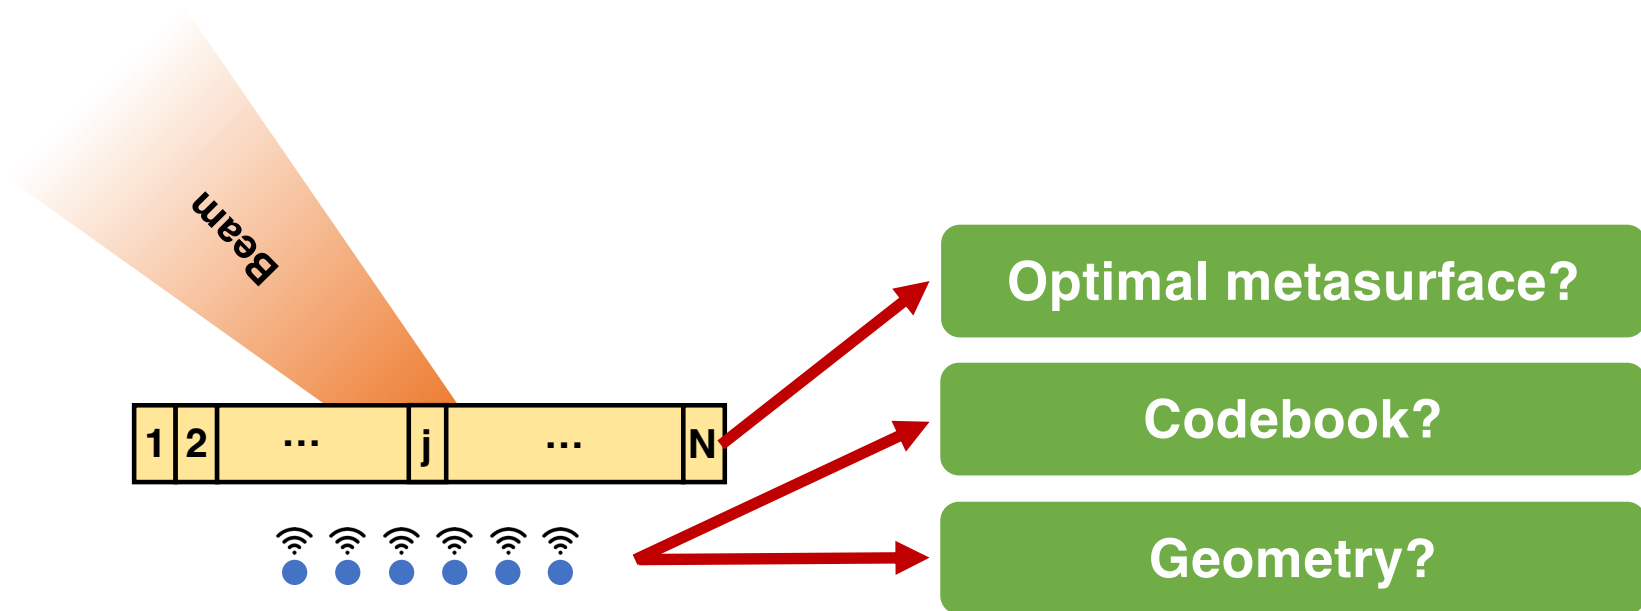 Beam
Optimal metasurface?
Codebook?
1 2 ... j ... N
Geometry?